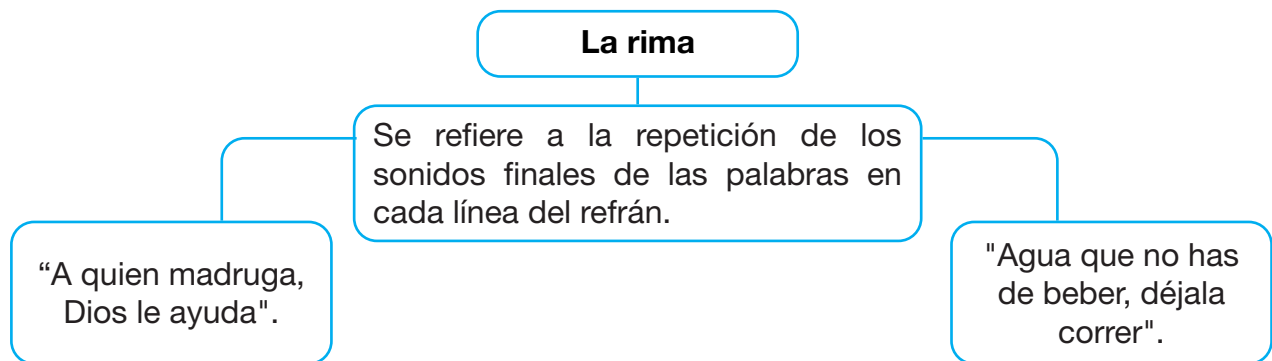 La rima
Se refiere a la repetición de los
sonidos finales de las palabras en
cada línea del refrán.
“A quien madruga,
Dios le ayuda".
"Agua que no has
de beber, déjala
correr".